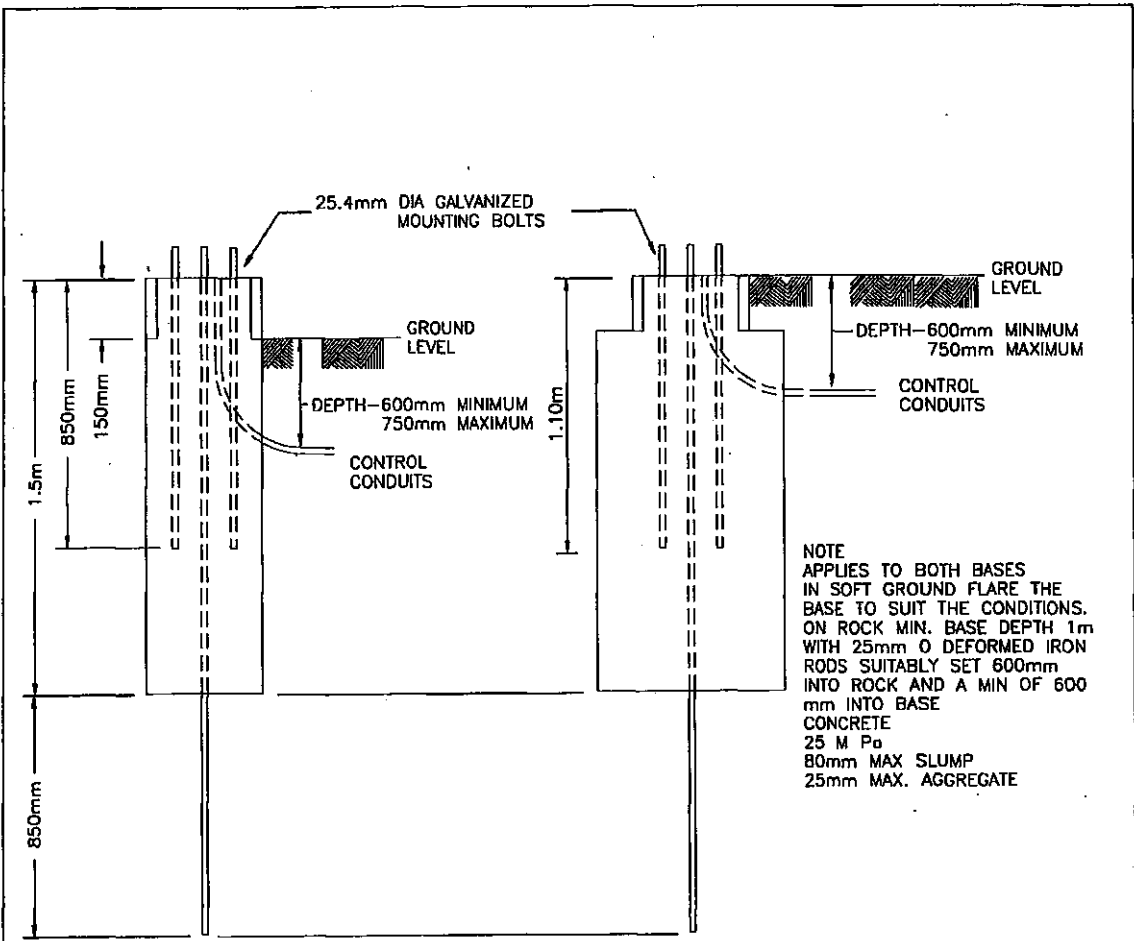 25.4mm DIA GALVANIZED
MOUNTING BOLTS
GROUND
LEVEL
DEPTH-600mm MINIMUM
750mm MAXIMUM
CONTROL
CONDUITS
1.5m
850mm
150mm
850mm
GROUND
LEVEL
DEPTH-600mm MINIMUM
750mm MAXIMUM
CONTROL
CONDUITS
1.10m
NOTE
APPLIES TO BOTH BASES
IN SOFT GROUND FLARE THE
BASE TO SUIT THE CONDITIONS.
ON ROCK MIN. BASE DEPTH 1m
WITH 25mm O DEFORMED IRON
RODS SUITABLY SET 600mm
INTO ROCK AND A MIN OF 600
mm INTO BASE
CONCRETE
25 M Pa
80mm MAX SLUMP
25mm MAX. AGGREGATE